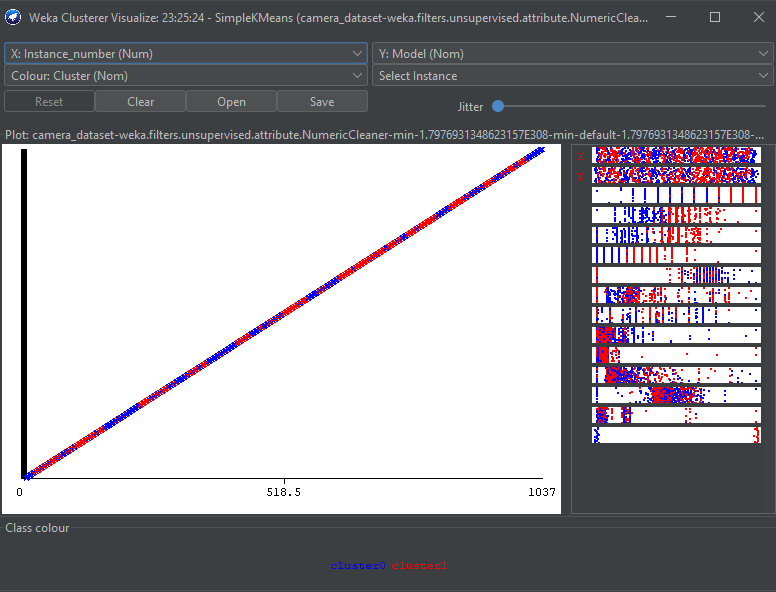 Weka Clusterer Visualize: 23:25:24 - SimpleKMeans (camera_dataset-weka.filters.unsupervised.attribute.NumericClea...
X: Instance_number (Num) Y: Model (Nom)
Colour: Cluster (Nom) Select Instance
Reset Clear Open Save Jitter
Plot: camera_dataset-weka.filters.unsupervised.attribute.NumericCleaner-min-1.7976931348623157E308-min-default-1.7976931348623157E308-...
X
Y
0 518.5 1037
Class colour
cluster0 cluster1